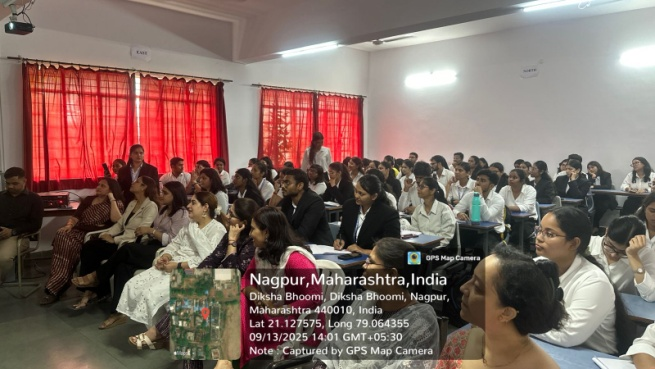 GPS Map Camera
Nagpur,Maharashtra,India
Diksha Bhoomi, Diksha Bhoomi, Nagpur,
Maharashtra 440010, India
Lat 21.127575, Long 79.064355
09/13/2025 14:01 GMT+05:30
Note : Captured by GPS Map Camera